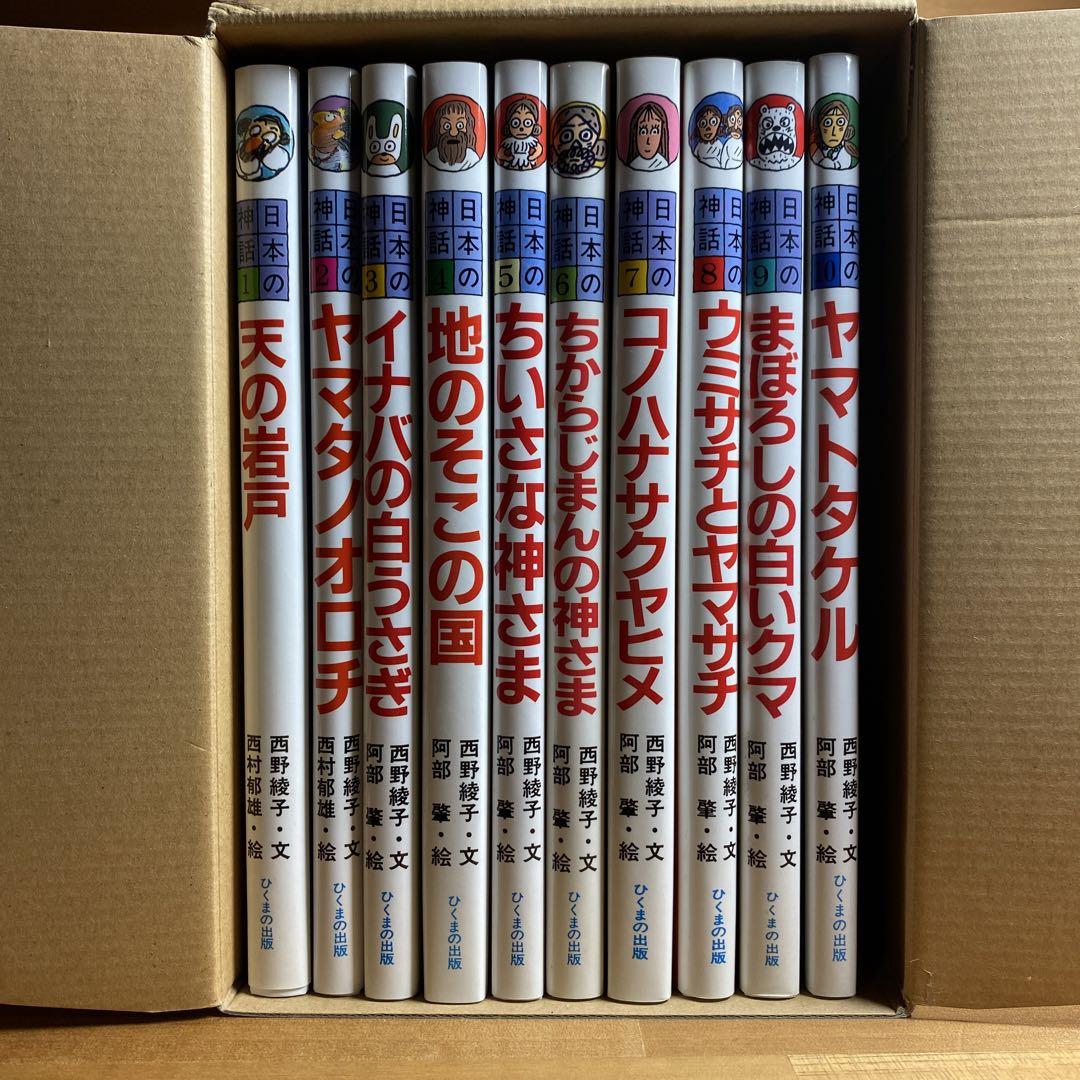 日本の
神話 1
天の岩戸
西野綾子・文
西村郁雄・絵
ひくまの出版
日本の
神話 2
ヤマタノオロチ
西野綾子・文
西村郁雄・絵
ひくまの出版
日本の
神話 3
イナバの白うさぎ
西野綾子・文
阿部 肇・絵
ひくまの出版
日本の
神話 4
地のそこの国
西野綾子・文
阿部 肇・絵
ひくまの出版
日本の
神話 5
ちいさな神さま
西野綾子・文
阿部 肇・絵
ひくまの出版
日本の
神話 6
ちからじまんの神さま
西野綾子・文
阿部 肇・絵
ひくまの出版
日本の
神話 7
コノハナサクヤヒメ
西野綾子・文
阿部 肇・絵
ひくまの出版
日本の
神話 8
ウミサチとヤマサチ
西野綾子・文
阿部 肇・絵
ひくまの出版
日本の
神話 9
まぼろしの白いクマ
西野綾子・文
阿部 肇・絵
ひくまの出版
日本の
神話 10
ヤマトタケル
西野綾子・文
阿部 肇・絵
ひくまの出版